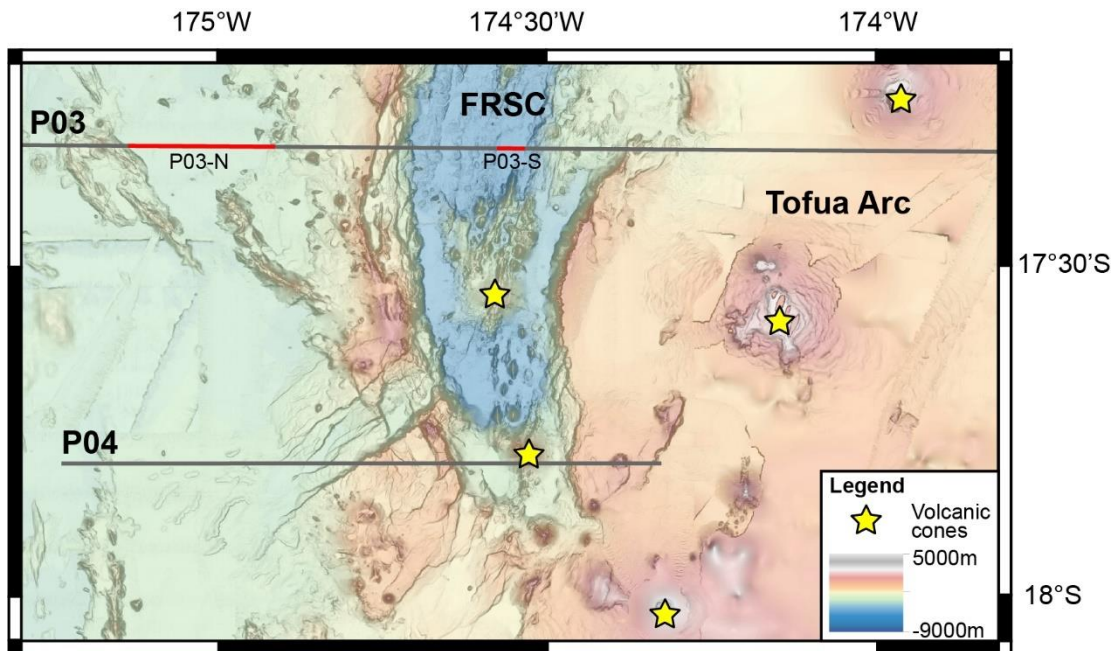 175°W
174°30'W
174°W
FRSC
P03
P03-N
P03-S
Tofua Arc
17°30'S
P04
Legend
Volcanic
cones
5000m
-9000m
18°S